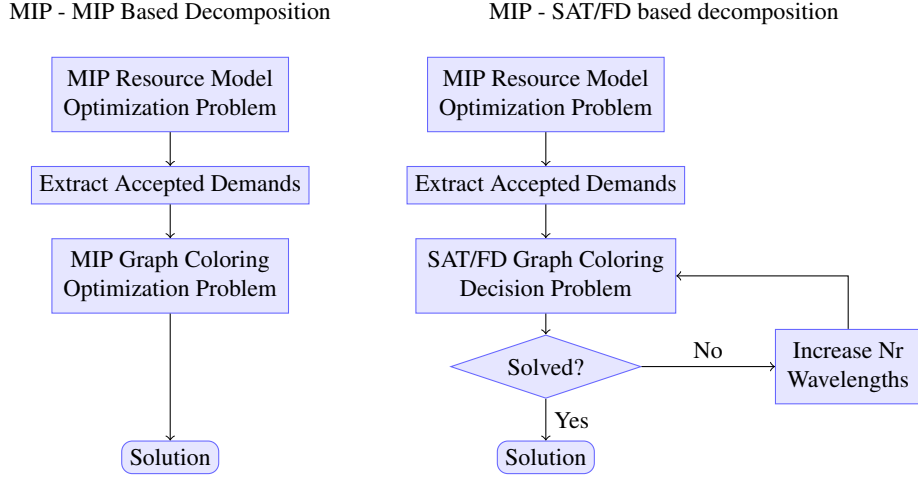 MIP - MIP Based Decomposition
MIP Resource Model
Optimization Problem
Extract Accepted Demands
MIP Graph Coloring
Optimization Problem
Solution
MIP - SAT/FD based decomposition
MIP Resource Model
Optimization Problem
Extract Accepted Demands
SAT/FD Graph Coloring
Decision Problem
Solved?
No
Increase Nr
Wavelengths
Yes
Solution